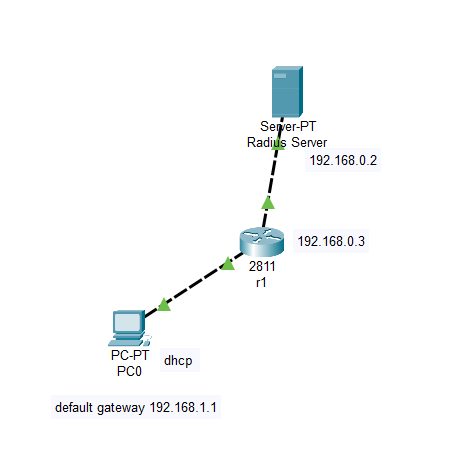 Server-PT
Radius Server
192.168.0.2
192.168.0.3
2811
r1
PC-PT
PC0
dhcp
default gateway 192.168.1.1